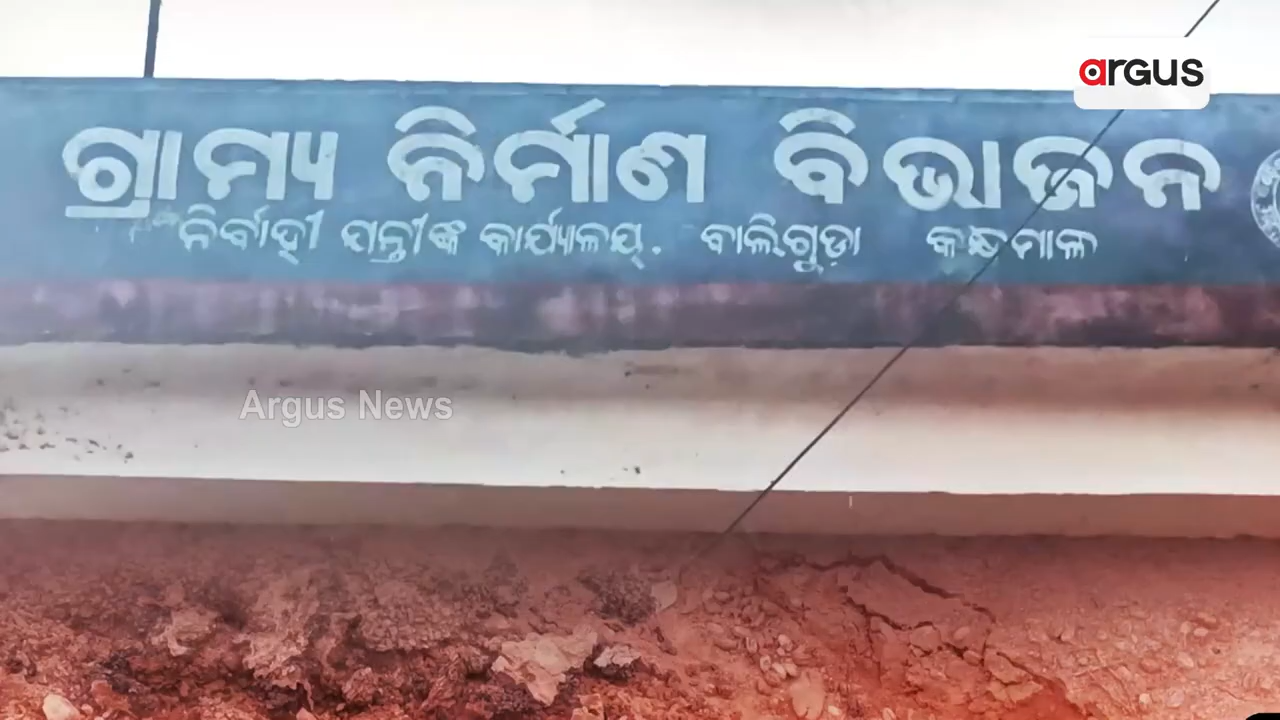 argus
ଗ୍ରାମ୍ୟ ନିର୍ମାଣ ବିଭାଜନ
ନିର୍ବାହୀ ଯନ୍ତ୍ରୀଙ୍କ କାର୍ଯ୍ୟାଳୟ. ବାଲିଗୁଡ଼ା କନ୍ଧମାଳ
Argus News